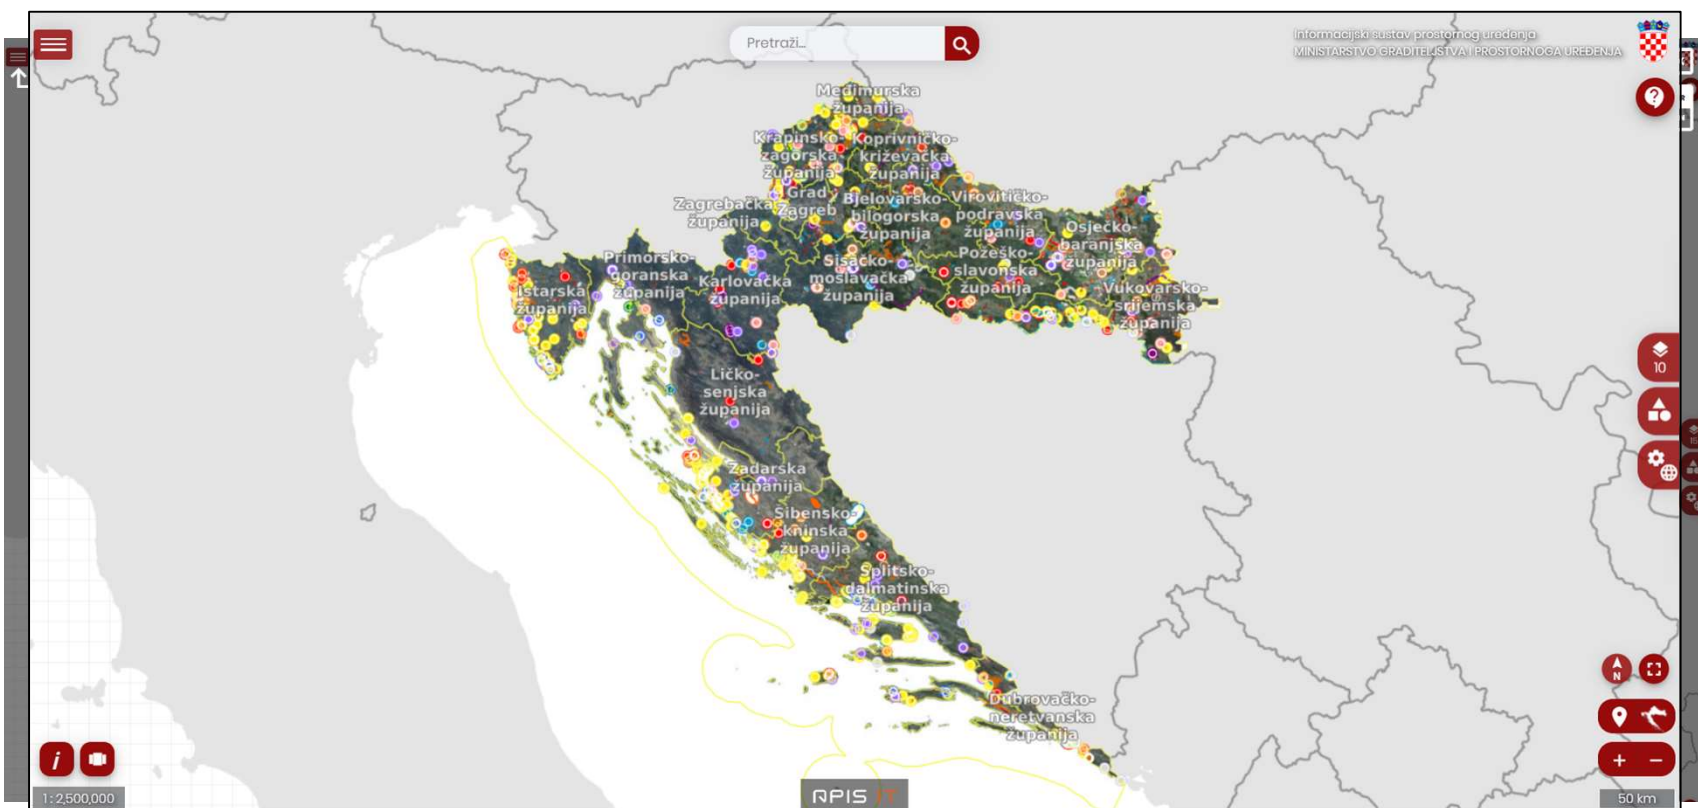 Pretraži...
Informacijski sustav prostornog uređenja
MINISTARSTVO GRADITELJSTVA I PROSTORNOGA UREĐENJA
Međimurska
županija
Krapinsko-
zagorska
županija
Koprivničko-
križevačka
županija
Grad
Zagreb
Zagrebačka
županija
Bjelovarsko-
bilogorska
županija
Virovitičko-
podravska
županija
Osječko-
baranjska
županija
Primorsko-
goranska
županija
Karlovačka
županija
Sisačko-
moslavačka
županija
Požeško-
slavonska
županija
Vukovarsko-
srijemska
županija
Istarska
županija
Ličko-
senjska
županija
10
15
Zadarska
županija
Šibensko-
kninska
županija
Splitsko-
dalmatinska
županija
Dubrovačko-
neretvanska
županija
N
i
+ −
1 : 2,500,000
APIS IT
50 km